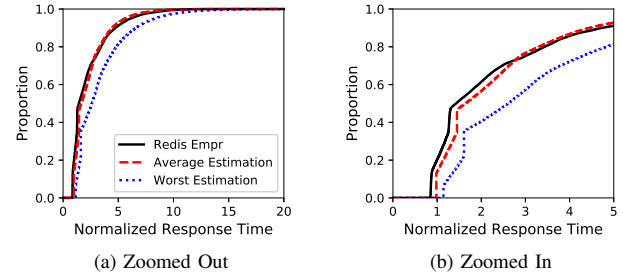 1.0
0.8
0.6
0.4
0.2
0.0
Proportion
0 5 10 15 20
Normalized Response Time
Redis Empr
Average Estimation
Worst Estimation
(a) Zoomed Out
1.0
0.8
0.6
0.4
0.2
0.0
Proportion
0 1 2 3 4 5
Normalized Response Time
(b) Zoomed In